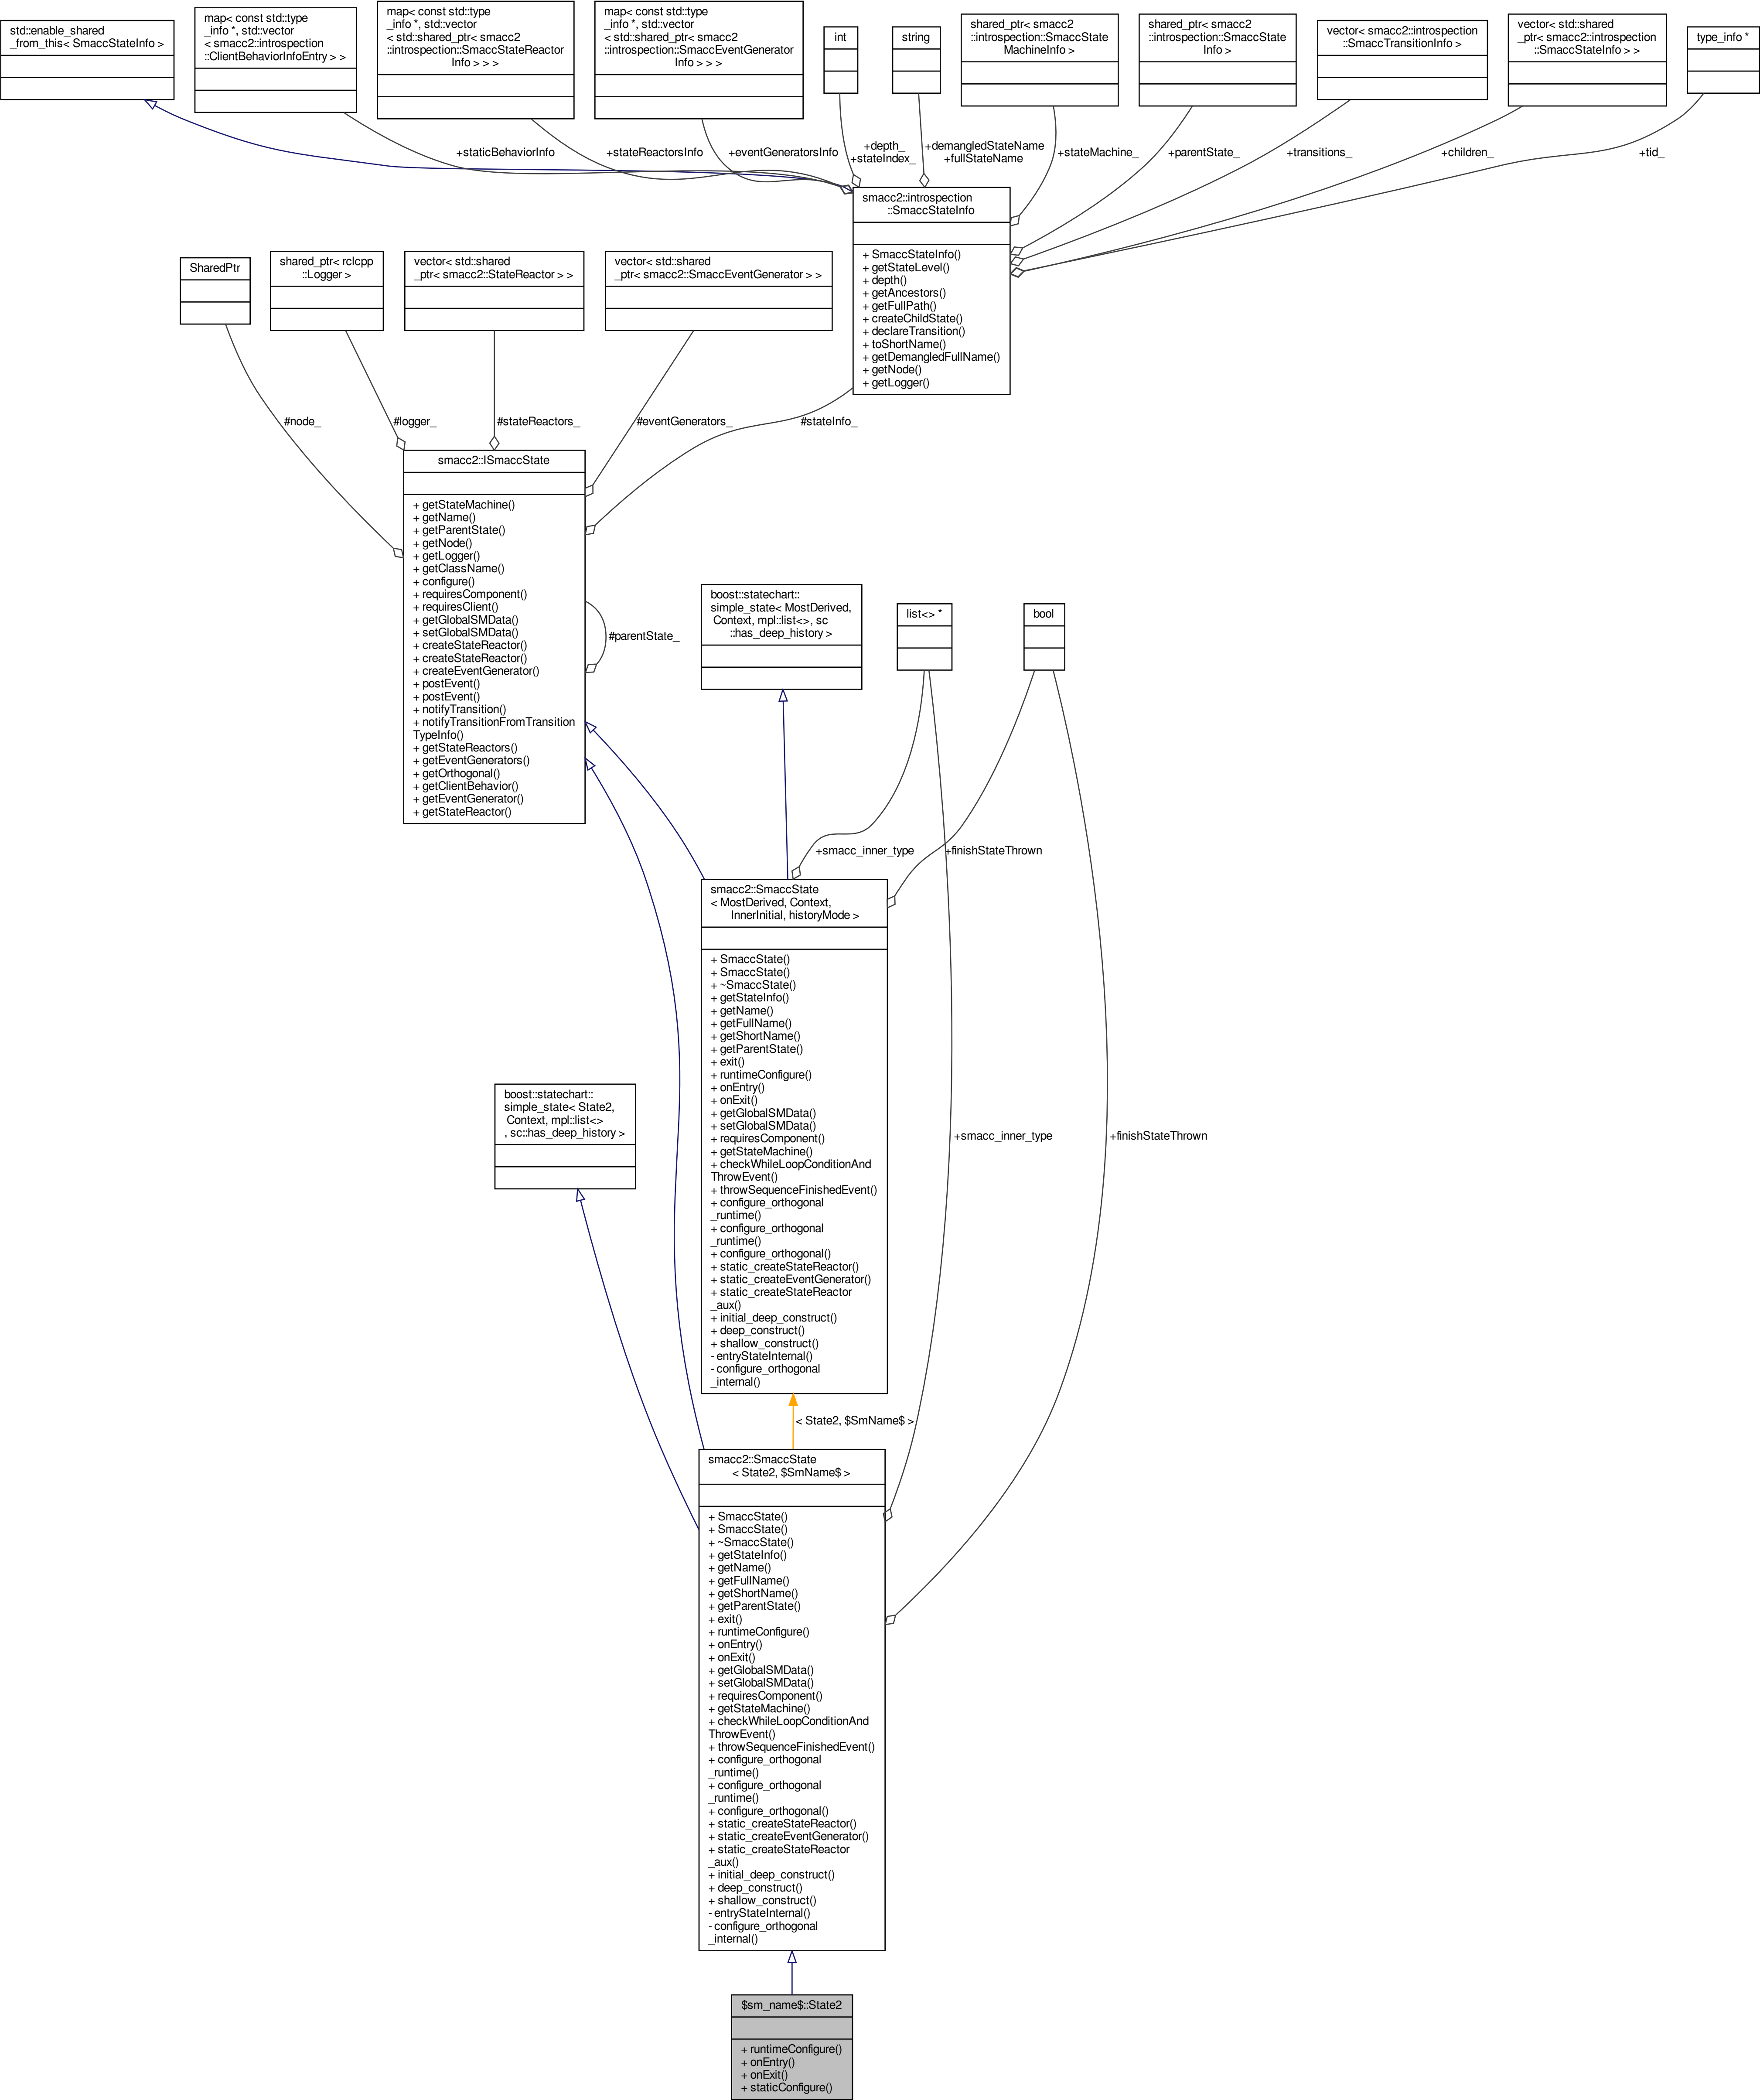 std::enable_shared
_from_this< SmaccStateInfo >
map< const std::type
_info *, std::vector
< smacc2::introspection
::ClientBehaviorInfoEntry > >
map< const std::type
_info *, std::vector
< std::shared_ptr< smacc2
::introspection::SmaccStateReactor
Info > > >
map< const std::type
_info *, std::vector
< std::shared_ptr< smacc2
::introspection::SmaccEventGenerator
Info > > >
int
string
shared_ptr< smacc2
::introspection::SmaccState
MachineInfo >
shared_ptr< smacc2
::introspection::SmaccState
Info >
vector< smacc2::introspection
::SmaccTransitionInfo >
vector< std::shared
_ptr< smacc2::introspection
::SmaccStateInfo > >
type_info *
+staticBehaviorInfo
+stateReactorsInfo
+eventGeneratorsInfo
+depth_
+stateIndex_
+demangledStateName
+fullStateName
+stateMachine_
+parentState_
+transitions_
+children_
+tid_
smacc2::introspection
::SmaccStateInfo
+ SmaccStateInfo()
+ getStateLevel()
+ depth()
+ getAncestors()
+ getFullPath()
+ createChildState()
+ declareTransition()
+ toShortName()
+ getDemangledFullName()
+ getNode()
+ getLogger()
SharedPtr
shared_ptr< rclcpp
::Logger >
vector< std::shared
_ptr< smacc2::StateReactor > >
vector< std::shared
_ptr< smacc2::SmaccEventGenerator > >
#node_
#logger_
#stateReactors_
#eventGenerators_
#stateInfo_
smacc2::ISmaccState
+ getStateMachine()
+ getName()
+ getParentState()
+ getNode()
+ getLogger()
+ getClassName()
+ configure()
+ requiresComponent()
+ requiresClient()
+ getGlobalSMData()
+ setGlobalSMData()
+ createStateReactor()
+ createStateReactor()
+ createEventGenerator()
+ postEvent()
+ postEvent()
+ notifyTransition()
+ notifyTransitionFromTransition
TypeInfo()
+ getStateReactors()
+ getEventGenerators()
+ getOrthogonal()
+ getClientBehavior()
+ getEventGenerator()
+ getStateReactor()
#parentState_
boost::statechart::
simple_state< MostDerived,
Context, mpl::list<>, sc
::has_deep_history >
list<> *
bool
+smacc_inner_type
+finishStateThrown
smacc2::SmaccState
< MostDerived, Context,
InnerInitial, historyMode >
+ SmaccState()
+ SmaccState()
+ ~SmaccState()
+ getStateInfo()
+ getName()
+ getFullName()
+ getShortName()
+ getParentState()
+ exit()
+ runtimeConfigure()
+ onEntry()
+ onExit()
+ getGlobalSMData()
+ setGlobalSMData()
+ requiresComponent()
+ getStateMachine()
+ checkWhileLoopConditionAnd
ThrowEvent()
+ throwSequenceFinishedEvent()
+ configure_orthogonal
_runtime()
+ configure_orthogonal
_runtime()
+ configure_orthogonal()
+ static_createStateReactor()
+ static_createEventGenerator()
+ static_createStateReactor
_aux()
+ initial_deep_construct()
+ deep_construct()
+ shallow_construct()
- entryStateInternal()
- configure_orthogonal
_internal()
boost::statechart::
simple_state< State2,
Context, mpl::list<>
, sc::has_deep_history >
+smacc_inner_type
+finishStateThrown
< State2, $SmName$ >
smacc2::SmaccState
< State2, $SmName$ >
+ SmaccState()
+ SmaccState()
+ ~SmaccState()
+ getStateInfo()
+ getName()
+ getFullName()
+ getShortName()
+ getParentState()
+ exit()
+ runtimeConfigure()
+ onEntry()
+ onExit()
+ getGlobalSMData()
+ setGlobalSMData()
+ requiresComponent()
+ getStateMachine()
+ checkWhileLoopConditionAnd
ThrowEvent()
+ throwSequenceFinishedEvent()
+ configure_orthogonal
_runtime()
+ configure_orthogonal
_runtime()
+ configure_orthogonal()
+ static_createStateReactor()
+ static_createEventGenerator()
+ static_createStateReactor
_aux()
+ initial_deep_construct()
+ deep_construct()
+ shallow_construct()
- entryStateInternal()
- configure_orthogonal
_internal()
$sm_name$::State2
+ runtimeConfigure()
+ onEntry()
+ onExit()
+ staticConfigure()